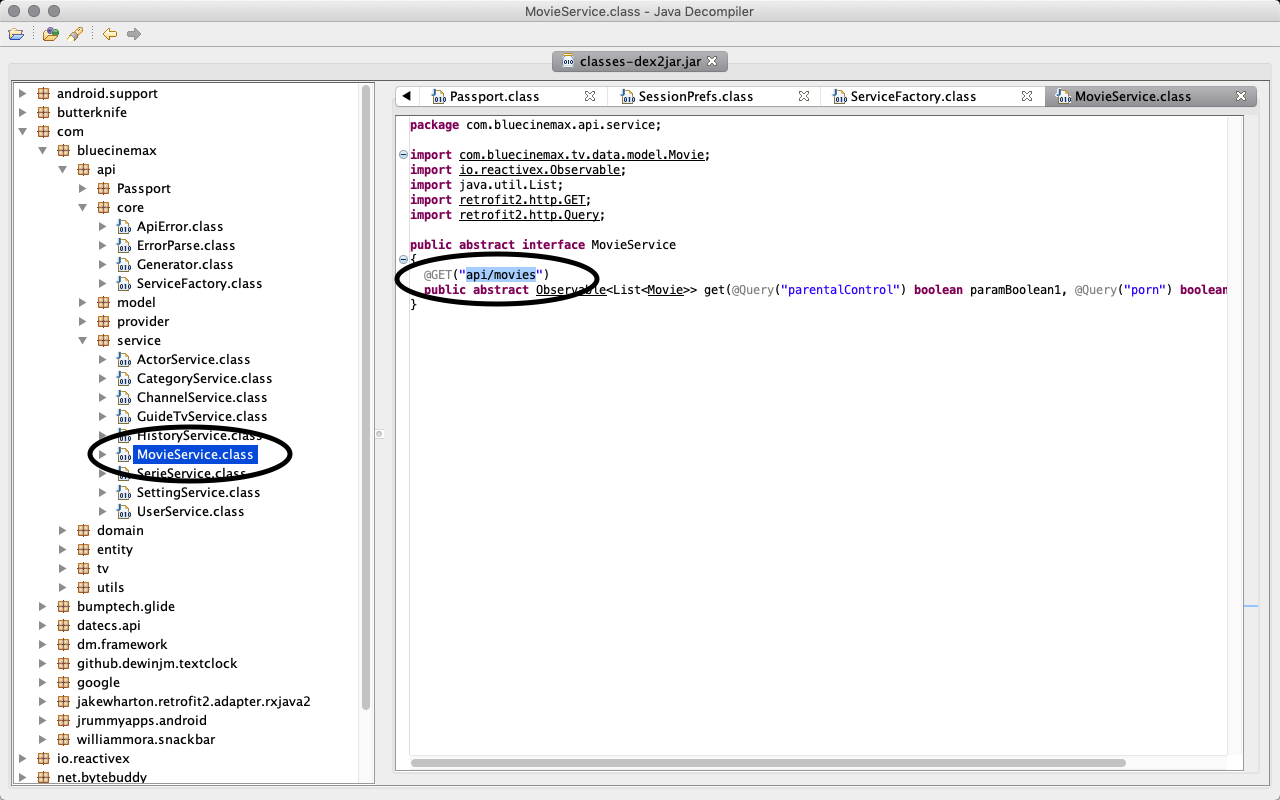 MovieService.class - Java Decompiler
classes-dex2jar.jar
android.support
butterknife
com
bluecinemax
api
Passport
core
ApiError.class
ErrorParse.class
Generator.class
ServiceFactory.class
model
provider
service
ActorService.class
CategoryService.class
ChannelService.class
GuideTvService.class
HistoryService.class
MovieService.class
SerieService.class
SettingService.class
UserService.class
domain
entity
tv
utils
bumptech.glide
datecs.api
dm.framework
github.dewinjm.textclock
google
jakewharton.retrofit2.adapter.rxjava2
jrummyapps.android
williammora.snackbar
io.reactivex
net.bytebuddy
Passport.class
SessionPrefs.class
ServiceFactory.class
MovieService.class
package com.bluecinemax.api.service;
import com.bluecinemax.tv.data.model.Movie;
import io.reactivex.Observable;
import java.util.List;
import retrofit2.http.GET;
import retrofit2.http.Query;
public abstract interface MovieService
{
@GET("api/movies")
public abstract Observable<List<Movie>> get(@Query("parentalControl") boolean paramBoolean1, @Query("porn") boolean
}